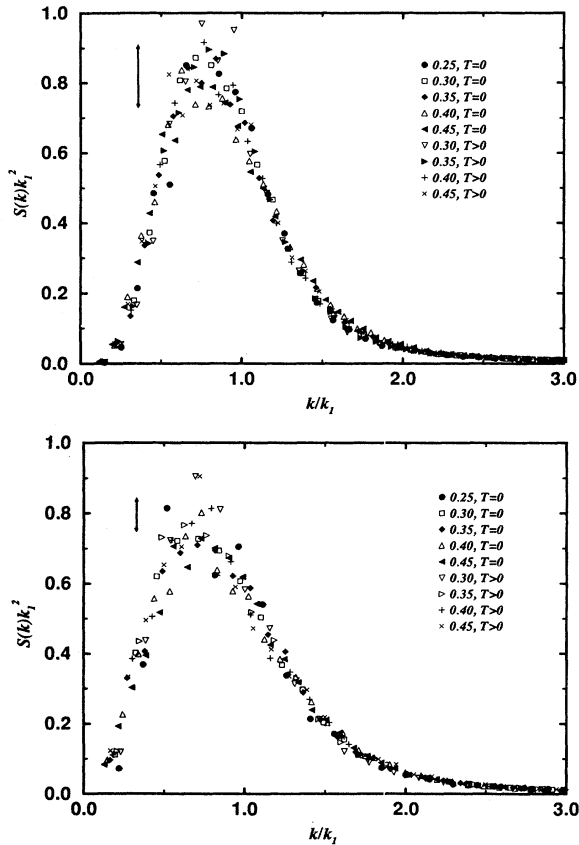 1.0
0.8
0.6
0.4
0.2
0.0
S(k)k₁²
0.25, T=0
0.30, T=0
0.35, T=0
0.40, T=0
0.45, T=0
0.30, T>0
0.35, T>0
0.40, T>0
0.45, T>0
0.0 1.0 2.0 3.0
k/k₁
1.0
0.8
0.6
0.4
0.2
0.0
S(k)k₁²
0.25, T=0
0.30, T=0
0.35, T=0
0.40, T=0
0.45, T=0
0.30, T>0
0.35, T>0
0.40, T>0
0.45, T>0
0.0 1.0 2.0 3.0
k/k₁